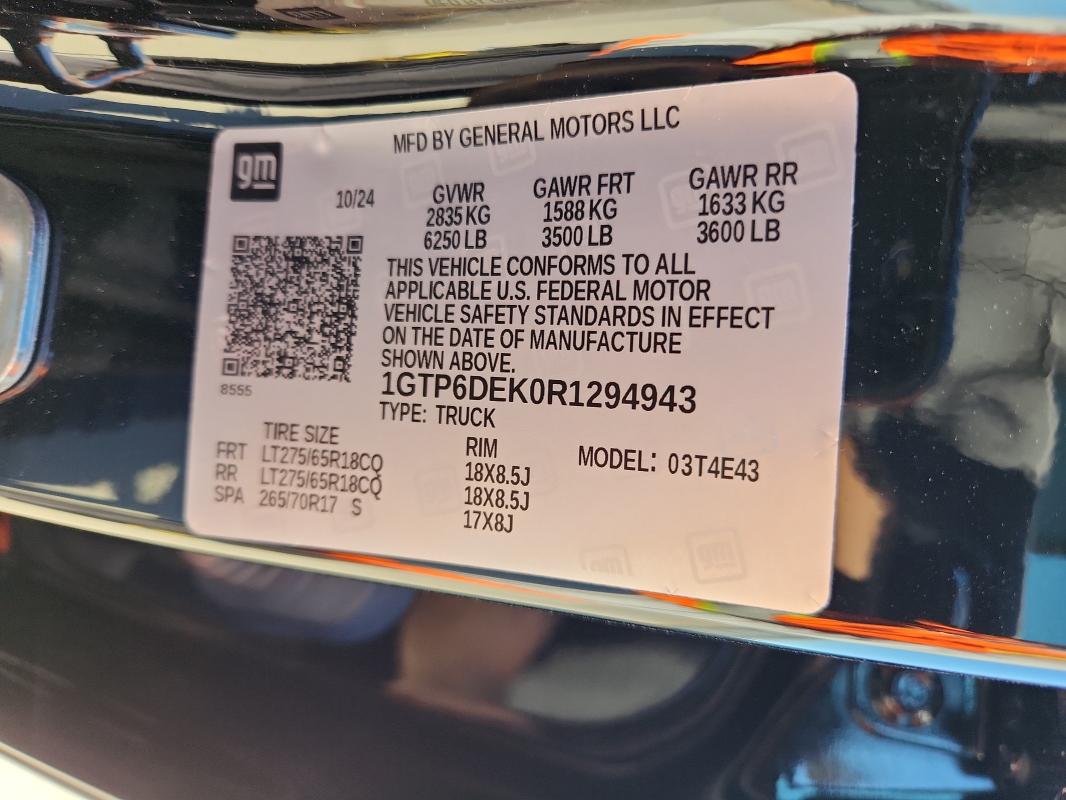 MFD BY GENERAL MOTORS LLC
gm
10/24
GVWR GAWR FRT GAWR RR
2835 KG 1588 KG 1633 KG
6250 LB 3500 LB 3600 LB
THIS VEHICLE CONFORMS TO ALL
APPLICABLE U.S. FEDERAL MOTOR
VEHICLE SAFETY STANDARDS IN EFFECT
ON THE DATE OF MANUFACTURE
SHOWN ABOVE.
8555
1GTP6DEK0R1294943
TYPE: TRUCK
TIRE SIZE RIM MODEL: 03T4E43
FRT LT275/65R18CQ 18X8.5J
RR LT275/65R18CQ 18X8.5J
SPA 265/70R17 S 17X8J
gm
gm